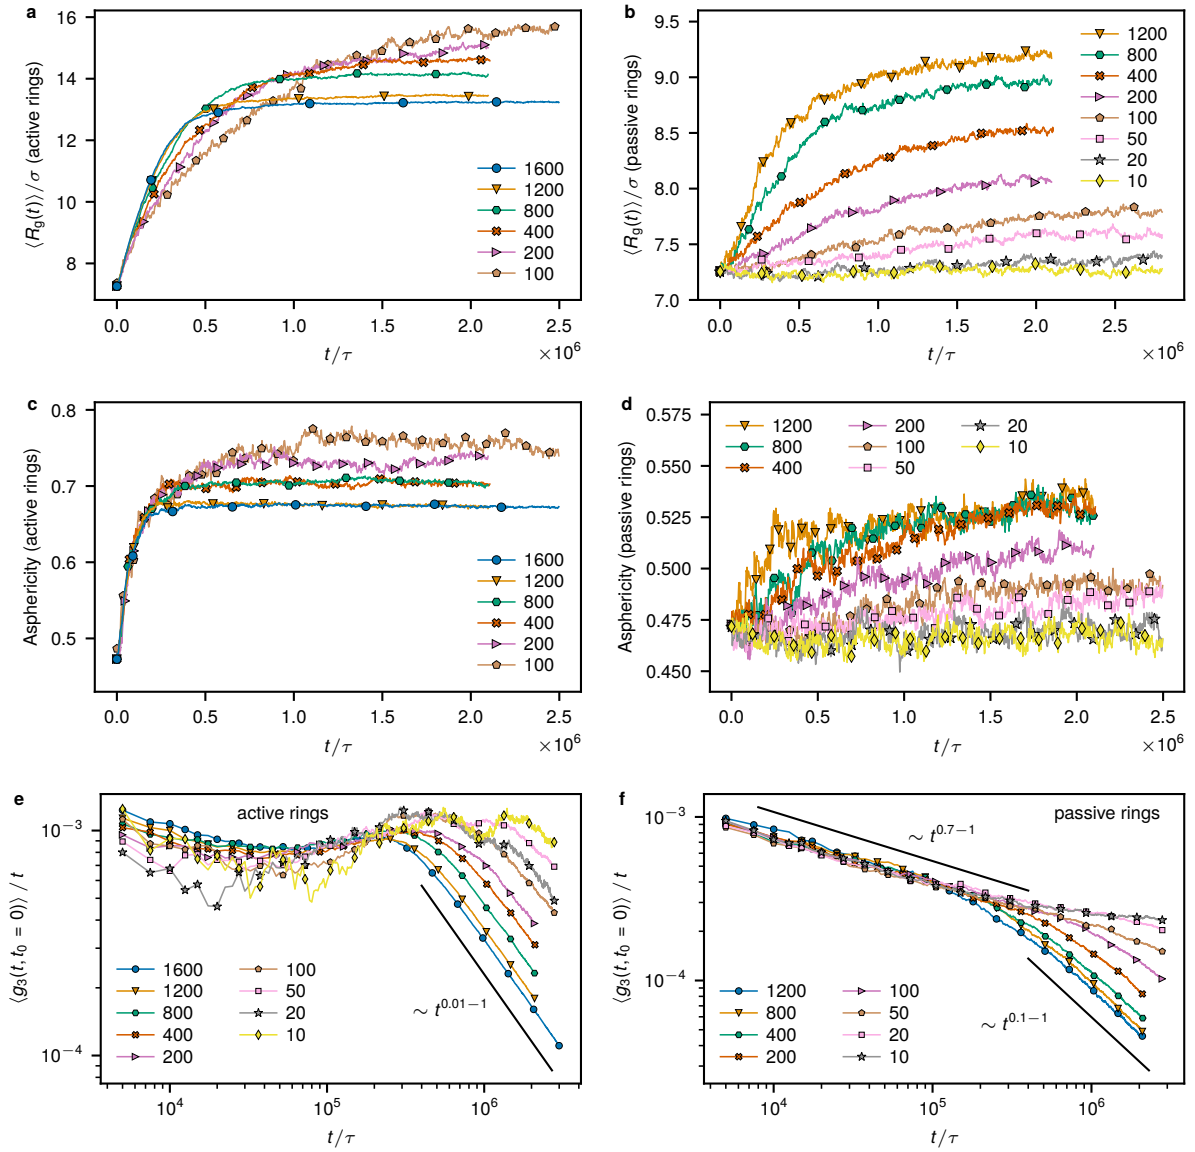 a
16
14
12
10
8
⟨R_g(t)⟩/σ (active rings)
0.0 0.5 1.0 1.5 2.0 2.5
t/τ
×10^6
1600
1200
800
400
200
100
b
9.5
9.0
8.5
8.0
7.5
7.0
⟨R_g(t)⟩/σ (passive rings)
0.0 0.5 1.0 1.5 2.0 2.5
t/τ
×10^6
1200
800
400
200
100
50
20
10
c
0.8
0.7
0.6
0.5
Asphericity (active rings)
0.0 0.5 1.0 1.5 2.0 2.5
t/τ
×10^6
1600
1200
800
400
200
100
d
0.575
0.550
0.525
0.500
0.475
0.450
Asphericity (passive rings)
0.0 0.5 1.0 1.5 2.0 2.5
t/τ
×10^6
1200 200 20
800 100 10
400 50
e
active rings
10^−3
10^−4
⟨g_3(t, t_0 = 0)⟩ / t
10^4 10^5 10^6
t/τ
∼ t^0.01−1
1600 100
1200 50
800 20
400 10
200
f
passive rings
10^−3
10^−4
⟨g_3(t, t_0 = 0)⟩ / t
10^4 10^5 10^6
t/τ
∼ t^0.7−1
∼ t^0.1−1
1200 100
800 50
400 20
200 10